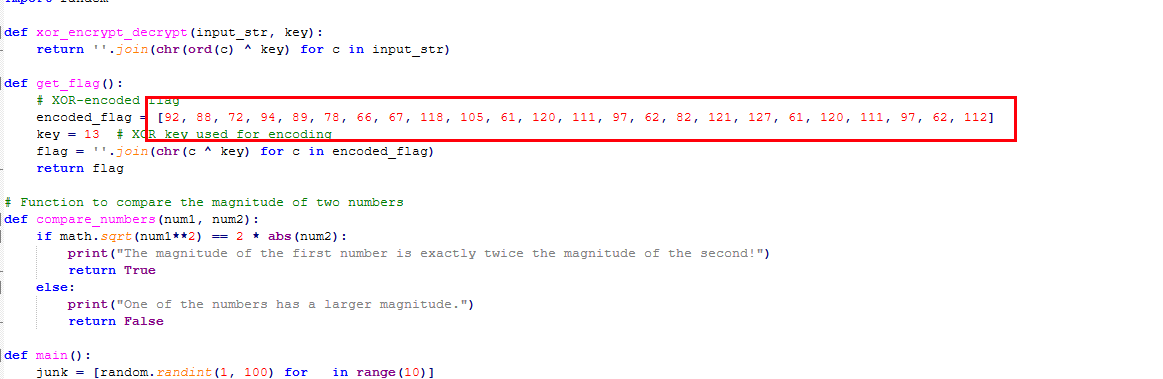 import random
def xor_encrypt_decrypt(input_str, key):
    return ''.join(chr(ord(c) ^ key) for c in input_str)
def get_flag():
    # XOR-encoded flag
    encoded_flag = [92, 88, 72, 94, 89, 78, 66, 67, 118, 105, 61, 120, 111, 97, 62, 82, 121, 127, 61, 120, 111, 97, 62, 112]
    key = 13  # XOR key used for encoding
    flag = ''.join(chr(c ^ key) for c in encoded_flag)
    return flag
# Function to compare the magnitude of two numbers
def compare_numbers(num1, num2):
    if math.sqrt(num1**2) == 2 * abs(num2):
        print("The magnitude of the first number is exactly twice the magnitude of the second!")
        return True
    else:
        print("One of the numbers has a larger magnitude.")
        return False
def main():
    junk = [random.randint(1, 100) for   in range(10)]